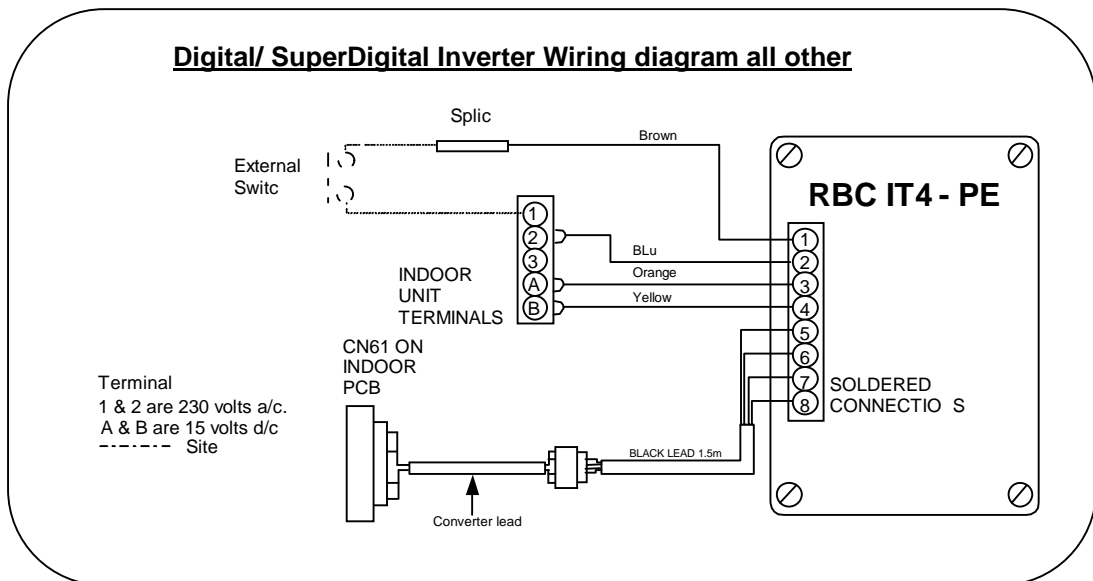 Digital/ SuperDigital Inverter Wiring diagram all other
Splic
Brown
External
Switc
RBC IT4 - PE
1
2
3
A
B
BLu
Orange
Yellow
INDOOR
UNIT
TERMINALS
1
2
3
4
5
6
7
8
SOLDERED
CONNECTIO S
CN61 ON
INDOOR
PCB
Terminal
1 & 2 are 230 volts a/c.
A & B are 15 volts d/c
Site
BLACK LEAD 1.5m
Converter lead